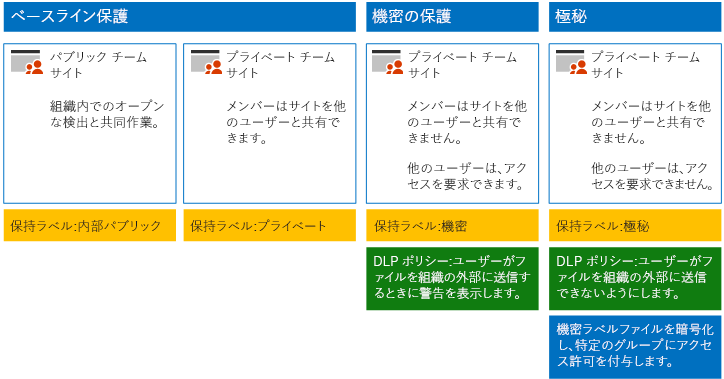 ベースライン保護
機密の保護
極秘
パブリック チーム
サイト
組織内でのオープン
な検出と共同作業。
プライベート チーム
サイト
メンバーはサイトを他
のユーザーと共有で
きます。
プライベート チーム
サイト
メンバーはサイトを他
のユーザーと共有で
きません。
他のユーザーは、アク
セスを要求できます。
プライベート チーム
サイト
メンバーはサイトを他
のユーザーと共有で
きません。
他のユーザーは、アク
セスを要求できません。
保持ラベル:内部パブリック
保持ラベル:プライベート
保持ラベル:機密
保持ラベル:極秘
DLP ポリシー:ユーザーがフ
ァイルを組織の外部に送信す
るときに警告を表示します。
DLP ポリシー:ユーザーがフ
ァイルを組織の外部に送信
できないようにします。
機密ラベルファイルを暗号化
し、特定のグループにアクセ
ス許可を付与します。